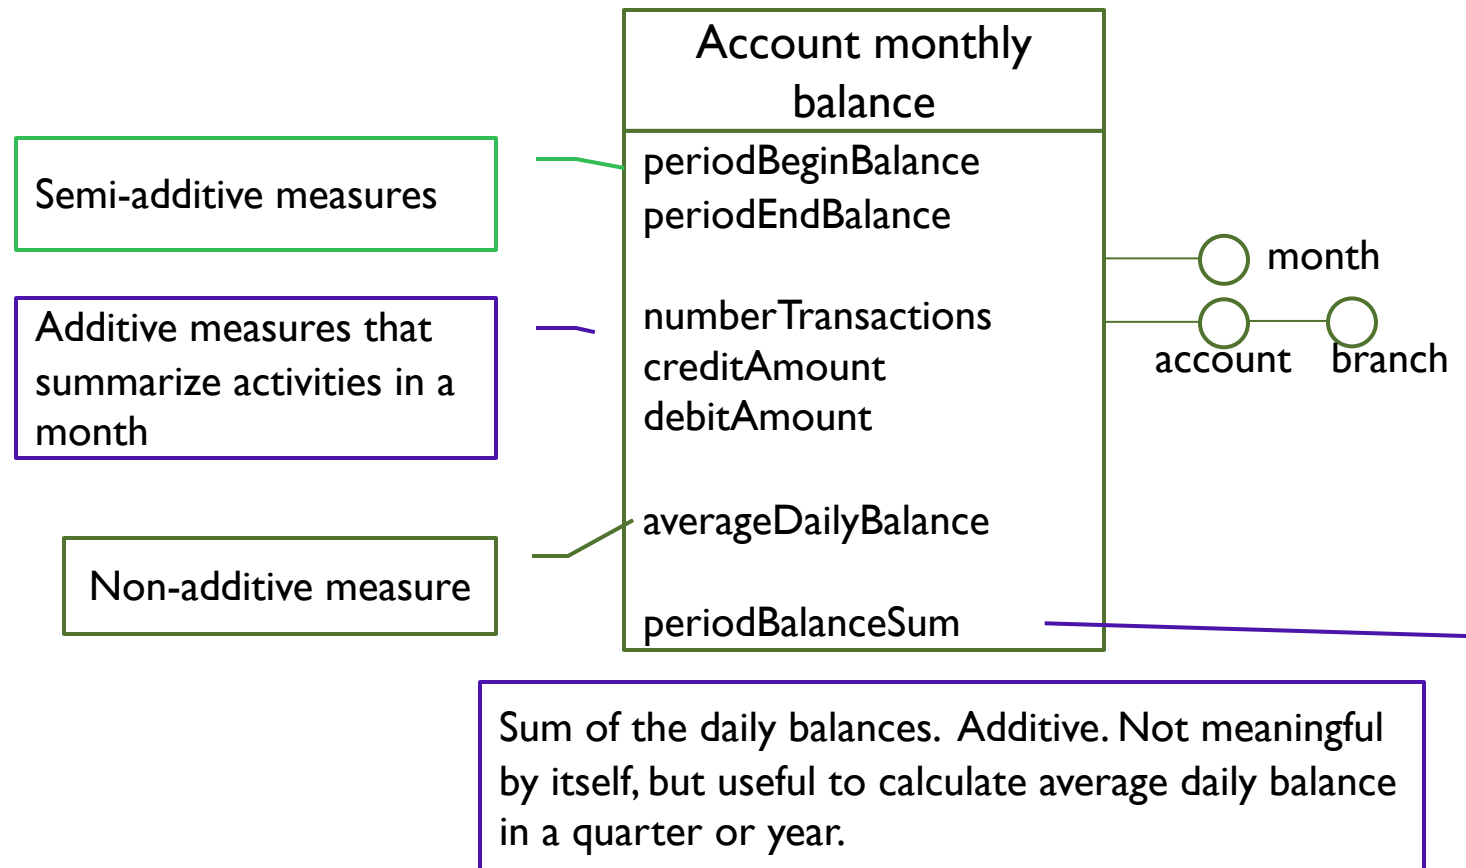 Account monthly
balance
Semi-additive measures
periodBeginBalance
periodEndBalance
month
Additive measures that
summarize activities in a
month
numberTransactions
creditAmount
debitAmount
account branch
averageDailyBalance
Non-additive measure
periodBalanceSum
Sum of the daily balances. Additive. Not meaningful
by itself, but useful to calculate average daily balance
in a quarter or year.